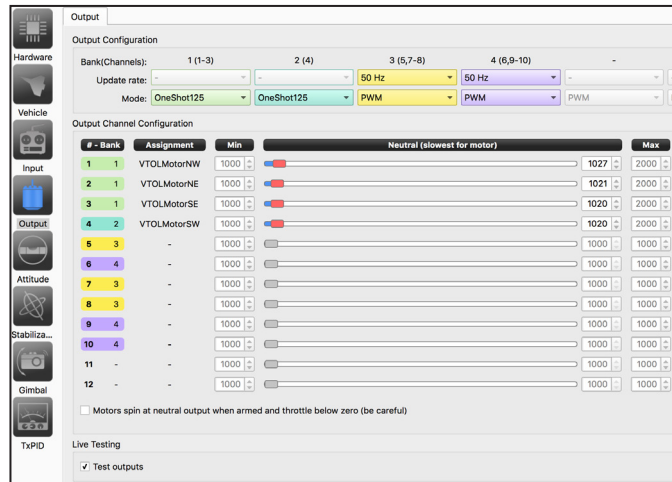 Output
Hardware
Vehicle
Input
Output
Attitude
Stabiliza...
Gimbal
TxPID
Output Configuration
Bank(Channels): 1 (1-3) 2 (4) 3 (5,7-8) 4 (6,9-10) -
Update rate: - - 50 Hz 50 Hz -
Mode: OneShot125 OneShot125 PWM PWM PWM
Output Channel Configuration
# - Bank Assignment Min Neutral (slowest for motor) Max
1 1 VTOLMotorNW 1000 1027 2000
2 1 VTOLMotorNE 1000 1021 2000
3 1 VTOLMotorSE 1000 1020 2000
4 2 VTOLMotorSW 1000 1020 2000
5 3 - 1000 1000 1000
6 4 - 1000 1000 1000
7 3 - 1000 1000 1000
8 3 - 1000 1000 1000
9 4 - 1000 1000 1000
10 4 - 1000 1000 1000
11 - - 1000 1000 1000
12 - - 1000 1000 1000
Motors spin at neutral output when armed and throttle below zero (be careful)
Live Testing
Test outputs